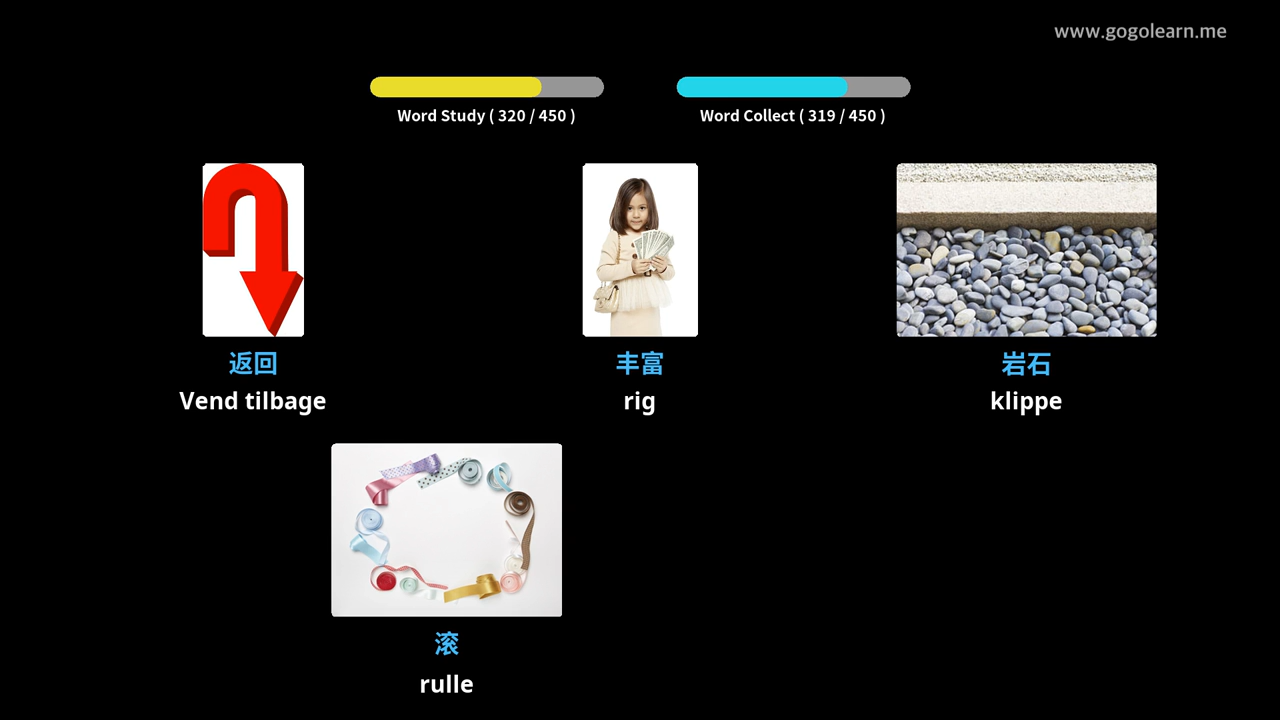 www.gogolearn.me
Word Study ( 320 / 450 )
Word Collect ( 319 / 450 )
返回
Vend tilbage
丰富
rig
岩石
klippe
滚
rulle